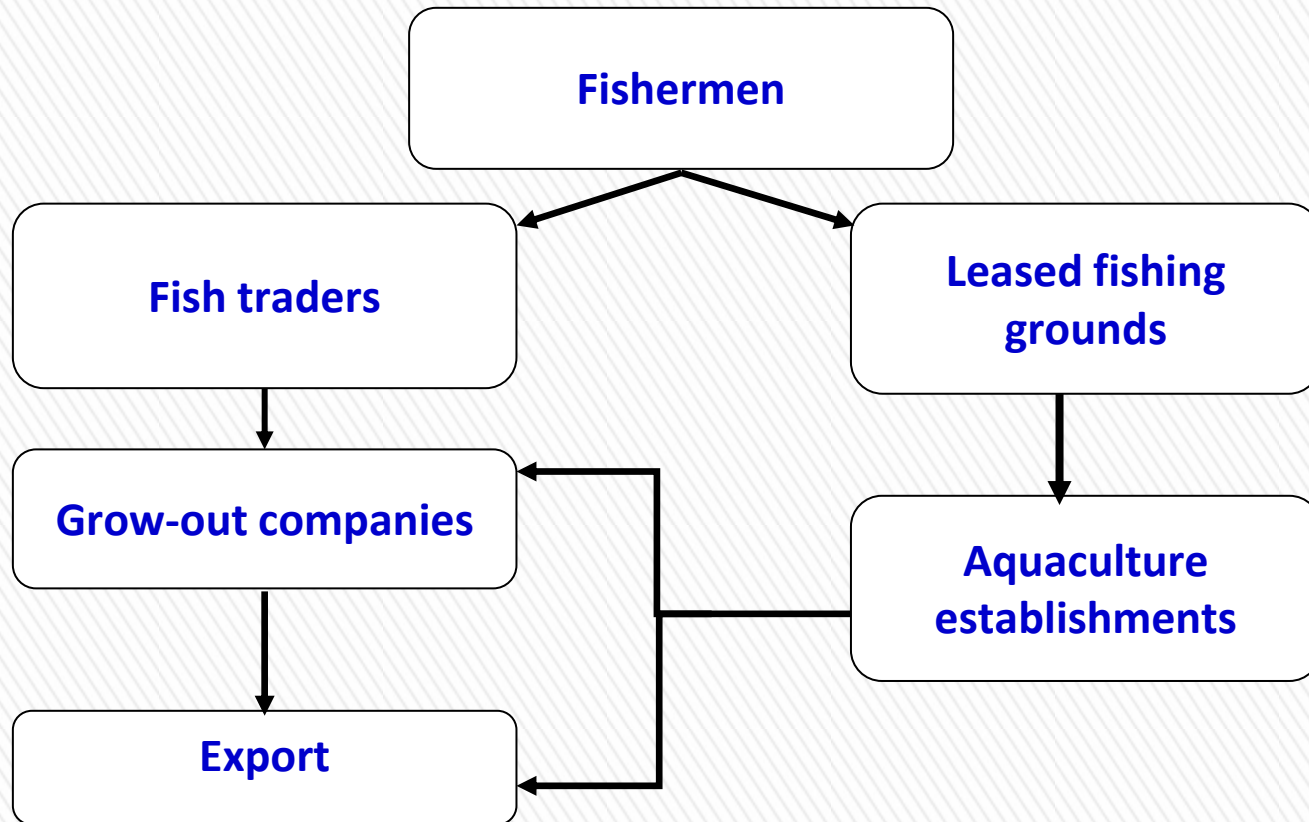 Fishermen
Fish traders
Leased fishing
grounds
Grow-out companies
Aquaculture
establishments
Export